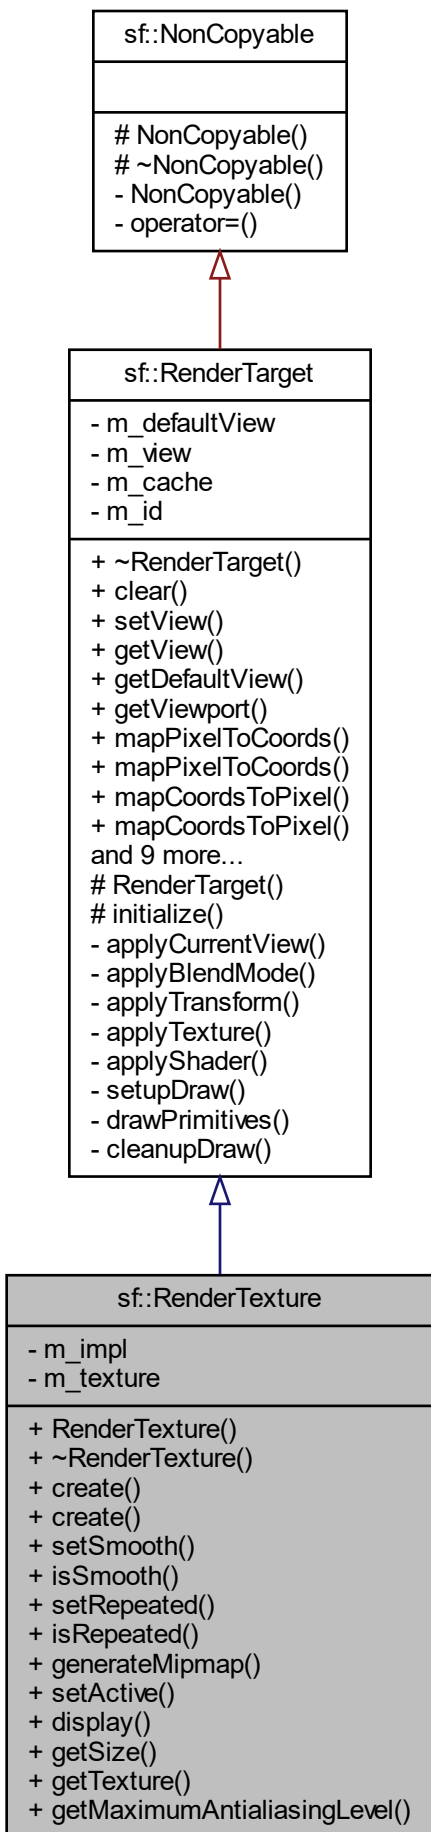 sf::NonCopyable
# NonCopyable()
# ~NonCopyable()
- NonCopyable()
- operator=()
sf::RenderTarget
- m_defaultView
- m_view
- m_cache
- m_id
+ ~RenderTarget()
+ clear()
+ setView()
+ getView()
+ getDefaultView()
+ getViewport()
+ mapPixelToCoords()
+ mapPixelToCoords()
+ mapCoordsToPixel()
+ mapCoordsToPixel()
and 9 more...
# RenderTarget()
# initialize()
- applyCurrentView()
- applyBlendMode()
- applyTransform()
- applyTexture()
- applyShader()
- setupDraw()
- drawPrimitives()
- cleanupDraw()
sf::RenderTexture
- m_impl
- m_texture
+ RenderTexture()
+ ~RenderTexture()
+ create()
+ create()
+ setSmooth()
+ isSmooth()
+ setRepeated()
+ isRepeated()
+ generateMipmap()
+ setActive()
+ display()
+ getSize()
+ getTexture()
+ getMaximumAntialiasingLevel()